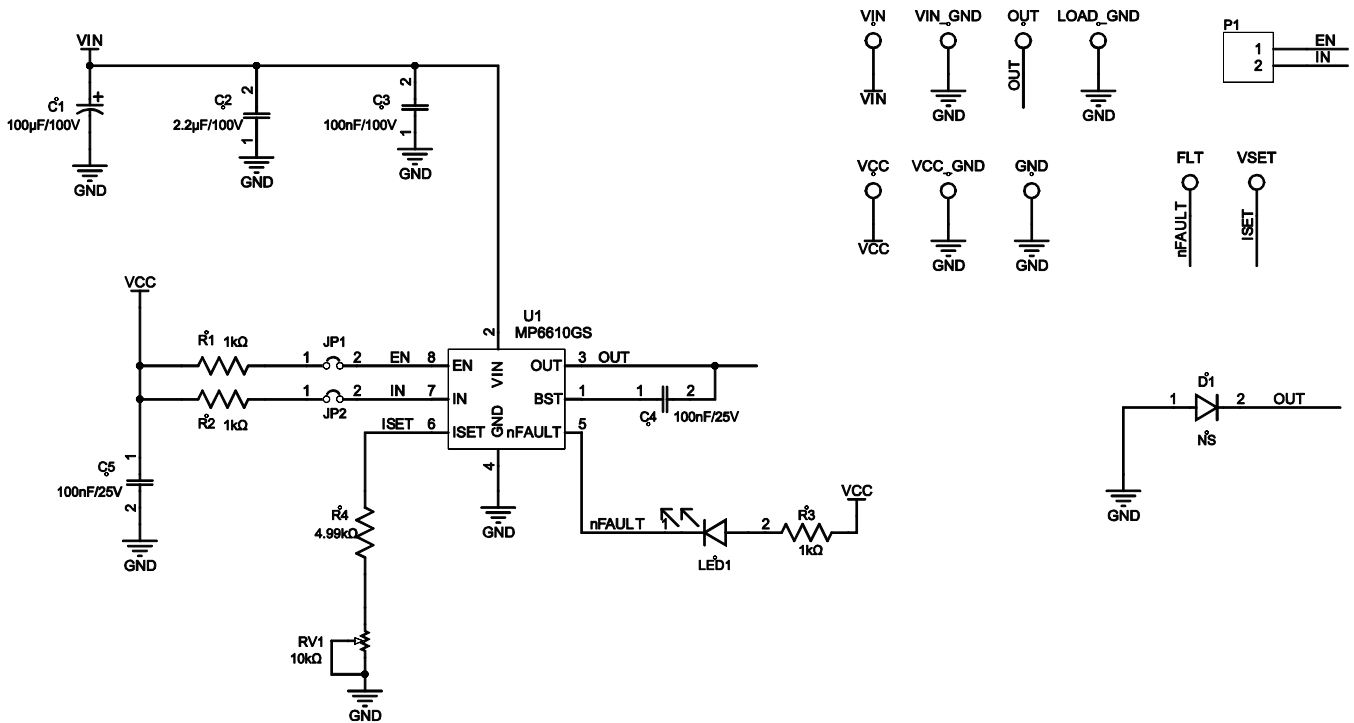 VIN
C1
100µF/100V
GND
2
C2
2.2µF/100V
1
GND
2
C3
100nF/100V
1
GND
VIN
VIN
VIN_GND
GND
OUT
OUT
LOAD_GND
GND
P1
1
2
EN
IN
VCC
VCC
VCC_GND
GND
GND
GND
FLT
nFAULT
VSET
ISET
VCC
R1
1kΩ
1
JP1
2
EN
8
R2
1kΩ
1
JP2
2
IN
7
ISET
6
U1
MP6610GS
2
EN
VIN
OUT
IN
BST
ISET
GND
nFAULT
4
GND
3
OUT
1
1
C4
2
100nF/25V
5
C5
100nF/25V
1
2
GND
R4
4.99kΩ
RV1
10kΩ
GND
nFAULT
1
LED1
2
R3
1kΩ
VCC
D1
1
2
OUT
NS
GND